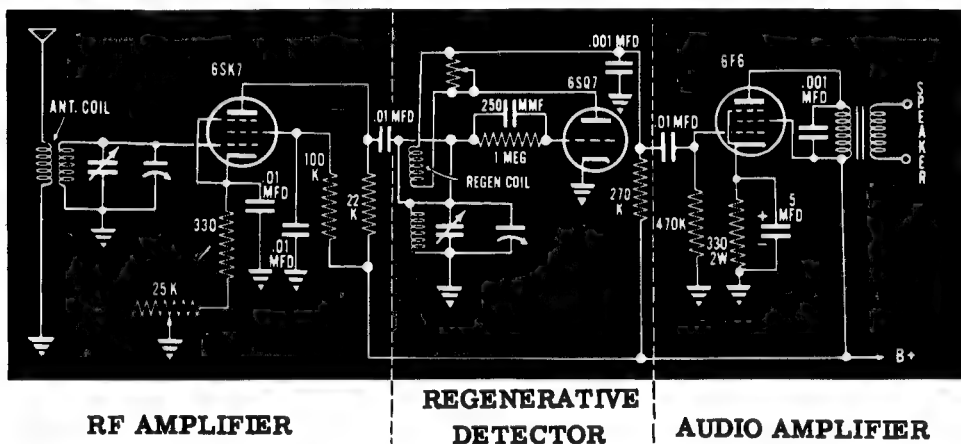 ANT. COIL
6SK7
.01
MFD
330
25K
.01
MFD
100
K
22
K
.01 MFD
250 MMF
1 MEG
REGEN COIL
6SQ7
.001 MFD
270
K
.01 MFD
470K
6F6
330
2W
+
–
5
MFD
.001
MFD
SPEAKER
B+
RF AMPLIFIER
REGENERATIVE
DETECTOR
AUDIO AMPLIFIER